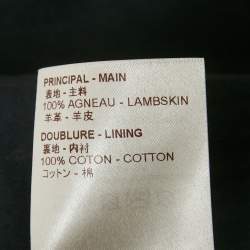 PRINCIPAL - MAIN
表地 - 主料
100% AGNEAU - LAMBSKIN
羊革 - 羊皮
DOUBLURE - LINING
裏地 - 内衬
100% COTON - COTTON
コットン - 棉